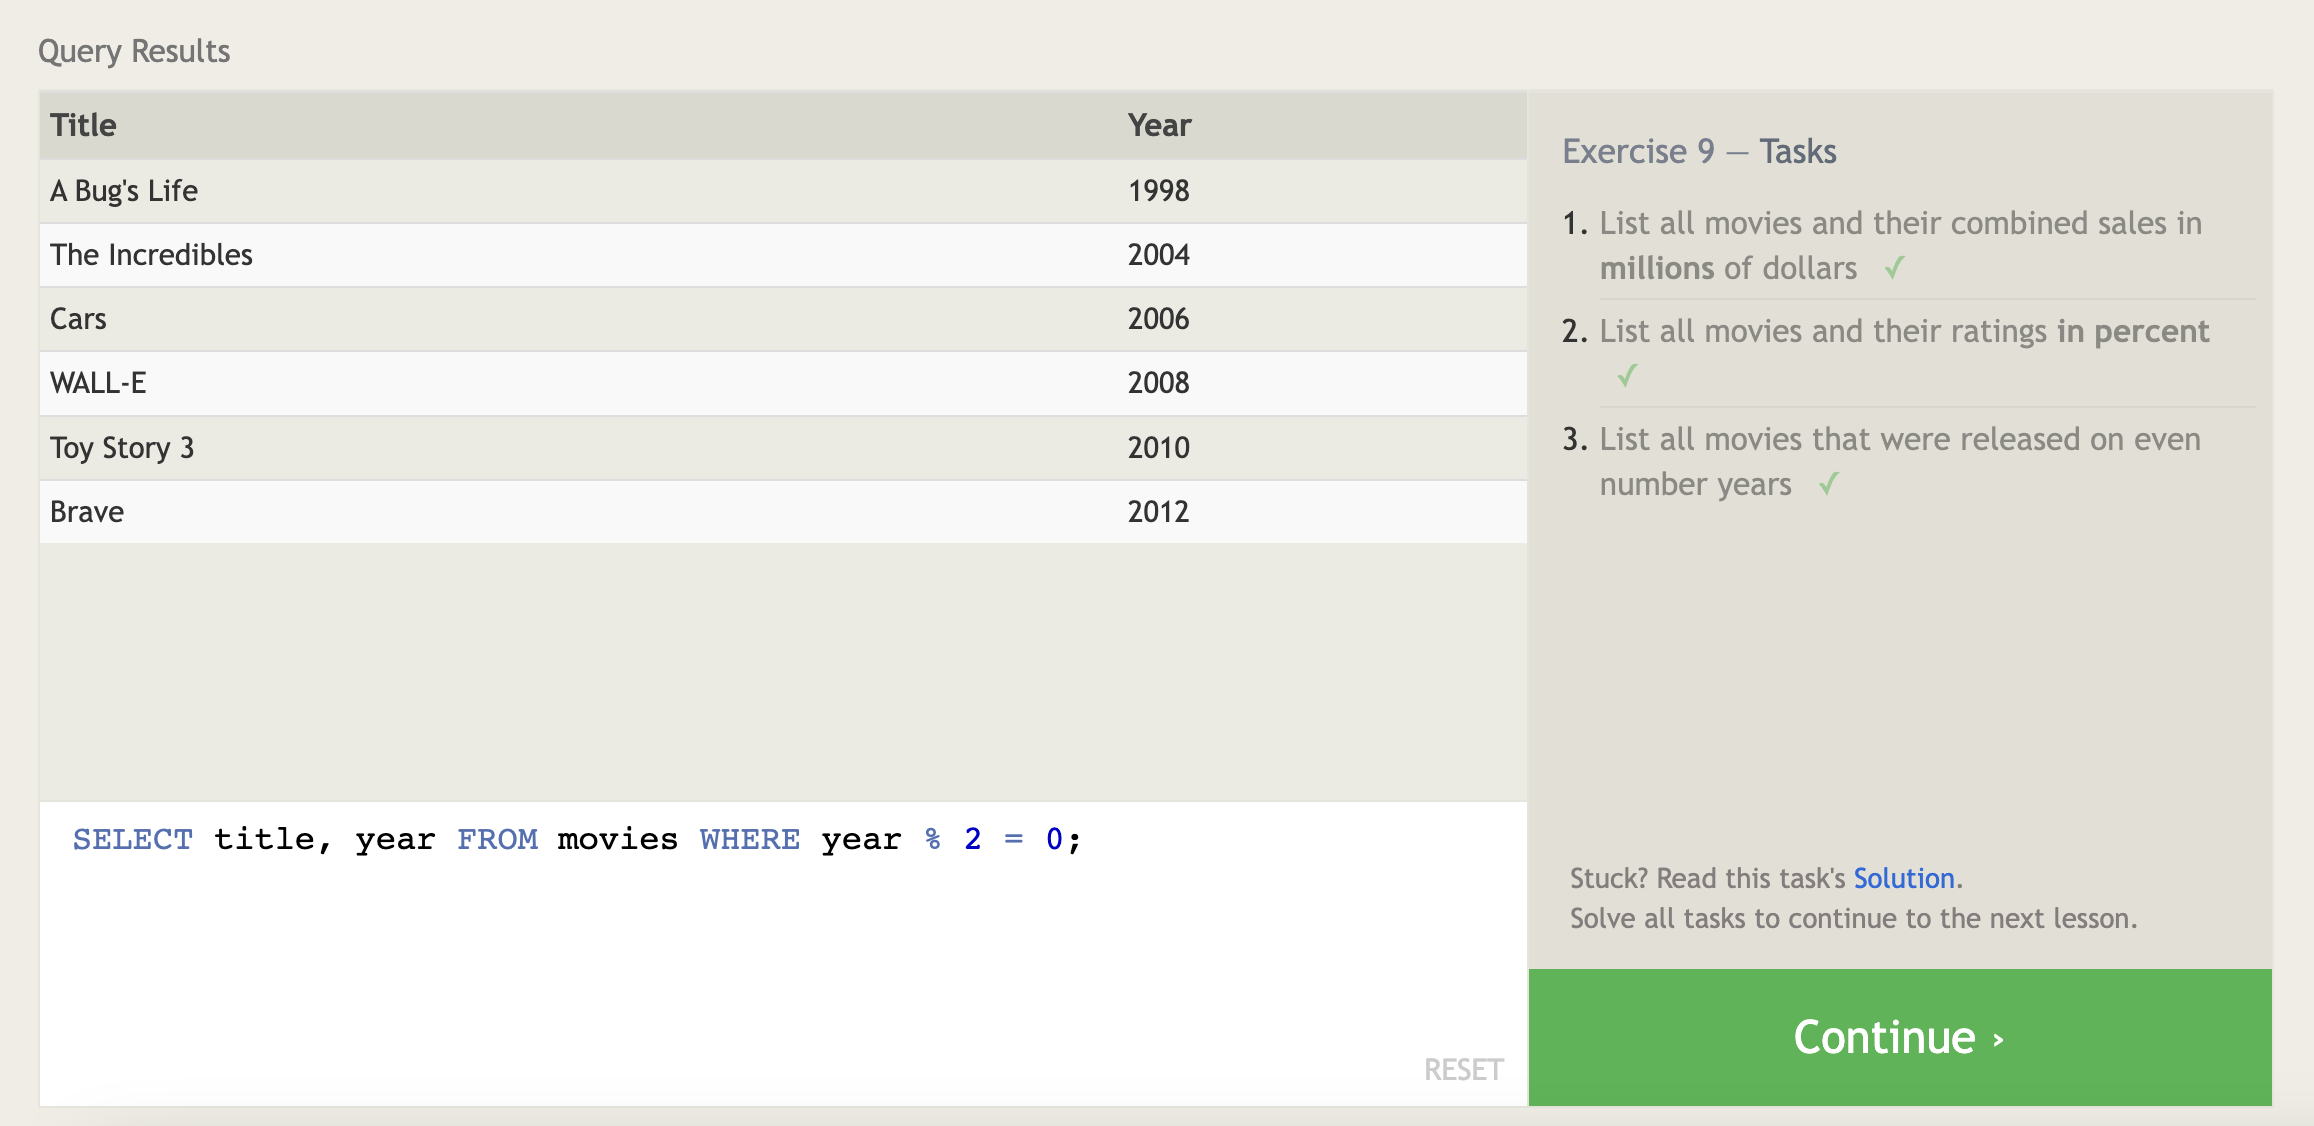 Query Results
Title Year
A Bug's Life 1998
The Incredibles 2004
Cars 2006
WALL-E 2008
Toy Story 3 2010
Brave 2012
SELECT title, year FROM movies WHERE year % 2 = 0;
RESET
Exercise 9 — Tasks
1. List all movies and their combined sales in
millions of dollars ✓
2. List all movies and their ratings in percent
✓
3. List all movies that were released on even
number years ✓
Stuck? Read this task's Solution.
Solve all tasks to continue to the next lesson.
Continue ›